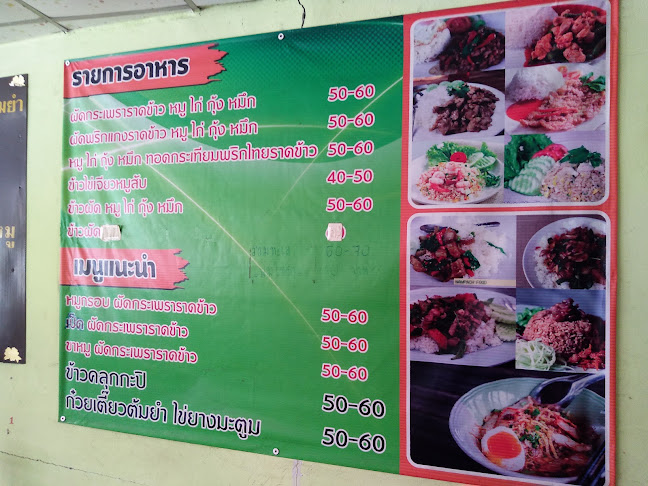 รายการอาหาร
ผัดกระเพราราดข้าว หมู ไก่ กุ้ง หมึก 50-60
ผัดพริกแกงราดข้าว หมู ไก่ กุ้ง หมึก 50-60
หมู ไก่ กุ้ง หมึก ทอดกระเทียมพริกไทยราดข้าว 50-60
ข้าวไข่เจียวหมูสับ 40-50
ข้าวผัด หมู ไก่ กุ้ง หมึก 50-60
ข้าวผัด
60-70
เมนูแนะนำ
หมูกรอบ ผัดกระเพราราดข้าว 50-60
เป็ด ผัดกระเพราราดข้าว 50-60
ขาหมู ผัดกระเพราราดข้าว 50-60
ข้าวคลุกกะปิ 50-60
ก๋วยเตี๋ยวต้มยำ ไข่ยางมะตูม 50-60